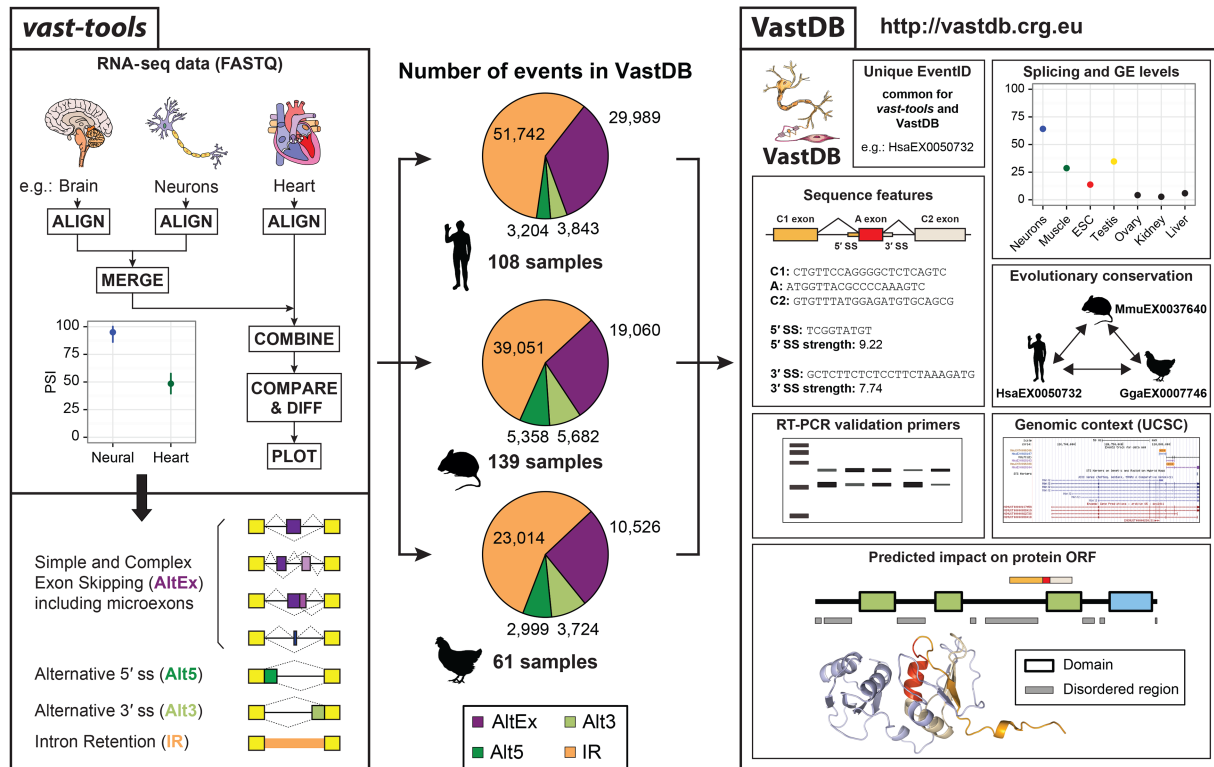 vast-tools
RNA-seq data (FASTQ)
e.g.: Brain
Neurons
Heart
ALIGN
ALIGN
ALIGN
MERGE
COMBINE
COMPARE
& DIFF
PLOT
PSI
100
75
50
25
0
Neural
Heart
Simple and Complex
Exon Skipping (AltEx)
including microexons
Alternative 5′ ss (Alt5)
Alternative 3′ ss (Alt3)
Intron Retention (IR)
Number of events in VastDB
51,742
29,989
3,204
3,843
108 samples
39,051
19,060
5,358
5,682
139 samples
23,014
10,526
2,999
3,724
61 samples
AltEx
Alt3
Alt5
IR
VastDB
http://vastdb.crg.eu
VastDB
Unique EventID
common for
vast-tools and
VastDB
e.g.: HsaEX0050732
Splicing and GE levels
100
75
50
25
0
Neurons
Muscle
ESC
Testis
Ovary
Kidney
Liver
Sequence features
C1 exon
A exon
C2 exon
5′ SS
3′ SS
C1: CTGTTCCAGGGGCTCTCAGTC
A: ATGGTTACGCCCCAAAGTC
C2: GTGTTTATGGAGATGTGCAGCG
5′ SS: TCGGTATGT
5′ SS strength: 9.22
3′ SS: GCTCTTCTCTCCTTCTAAAGATG
3′ SS strength: 7.74
Evolutionary conservation
MmuEX0037640
HsaEX0050732
GgaEX0007746
RT-PCR validation primers
Genomic context (UCSC)
Predicted impact on protein ORF
Domain
Disordered region